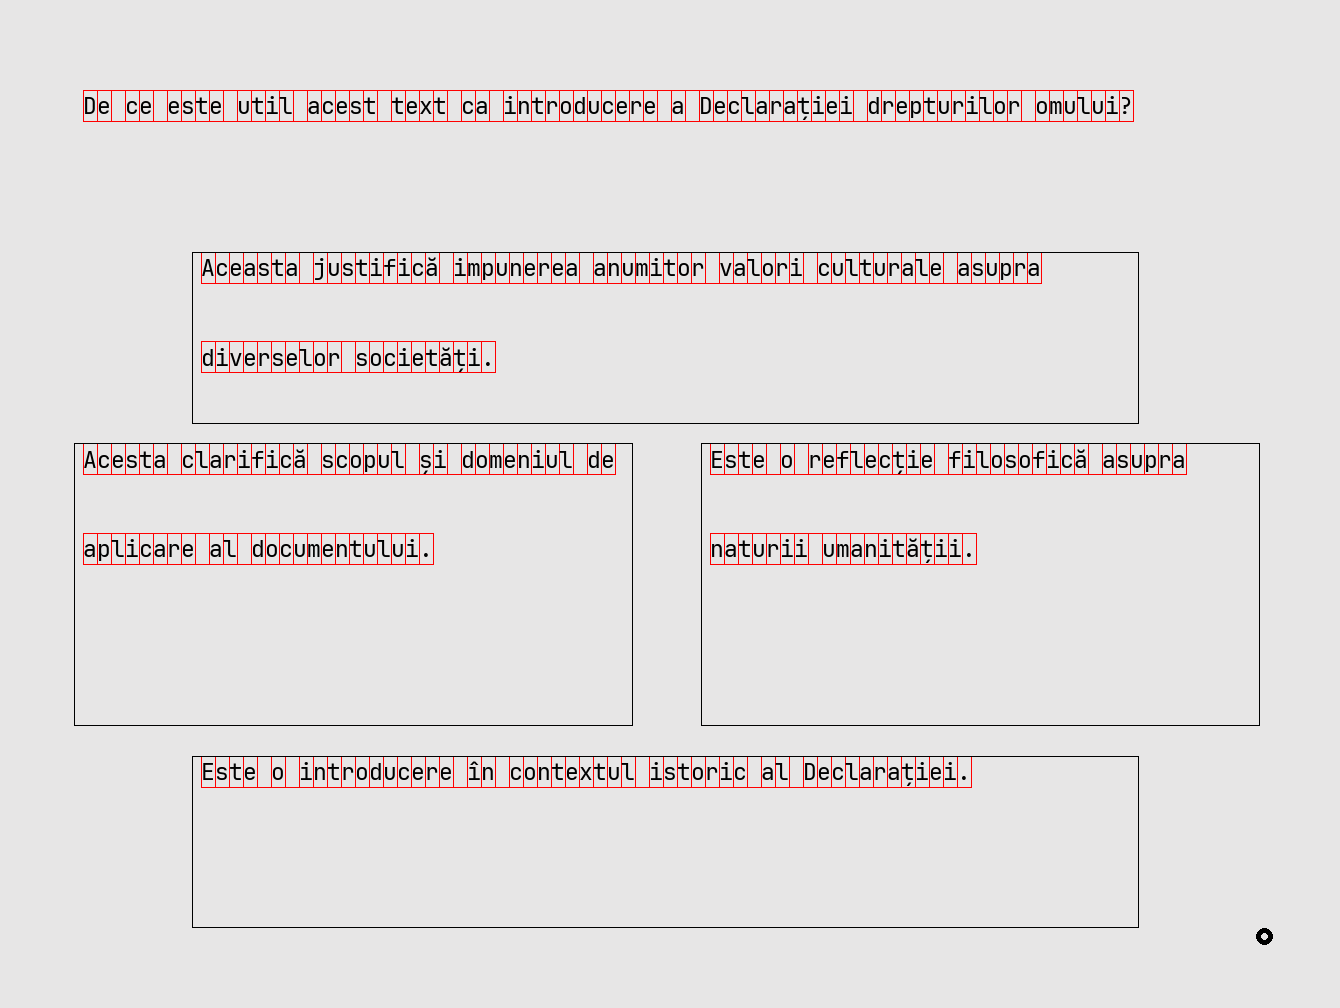 De ce este util acest text ca introducere a Declarației drepturilor omului?
Aceasta justifică impunerea anumitor valori culturale asupra
diverselor societăți.
Acesta clarifică scopul și domeniul de
aplicare al documentului.
Este o reflecție filosofică asupra
naturii umanității.
Este o introducere în contextul istoric al Declarației.